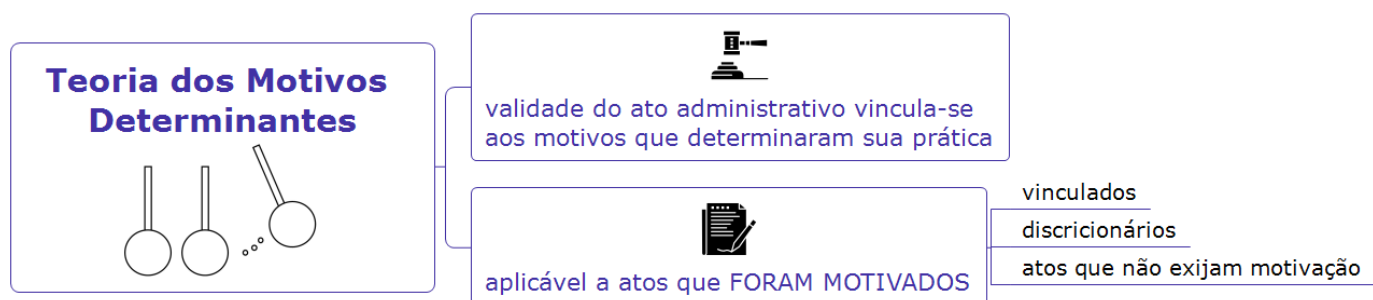 Teoria dos Motivos
Determinantes
validade do ato administrativo vincula-se
aos motivos que determinaram sua prática
aplicável a atos que FORAM MOTIVADOS
vinculados
discricionários
atos que não exijam motivação